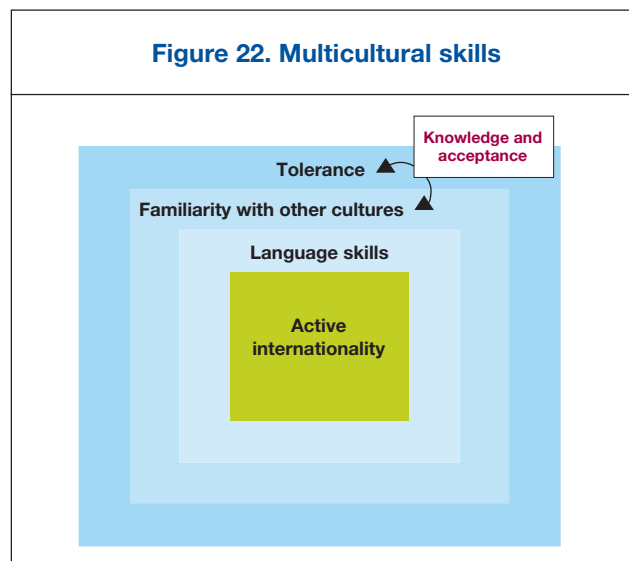 Figure 22. Multicultural skills
Knowledge and
acceptance
Tolerance
Familiarity with other cultures
Language skills
Active
internationality